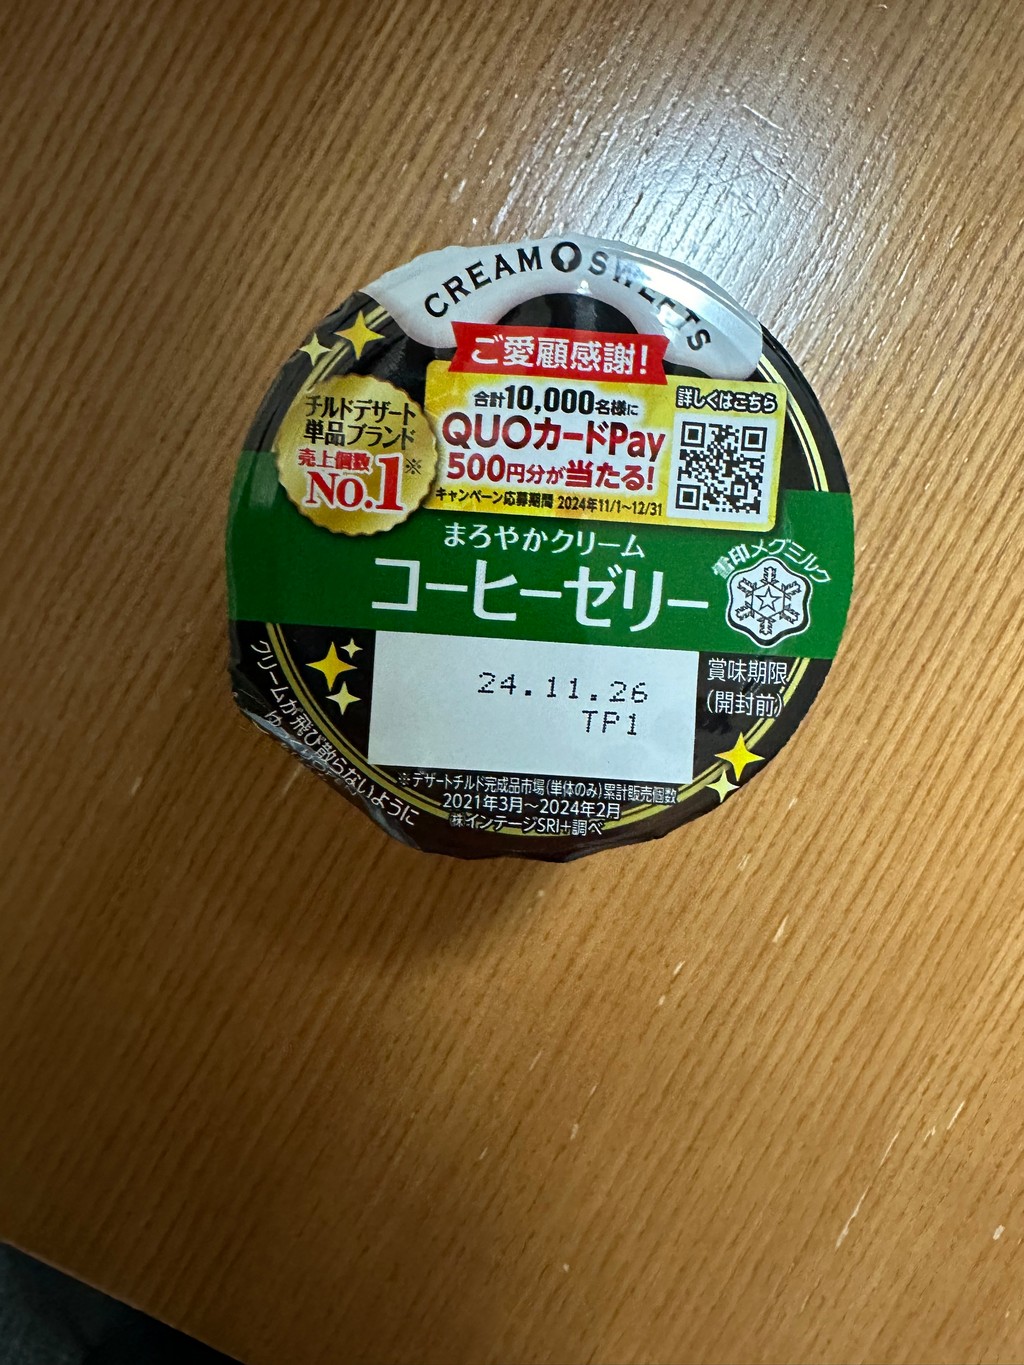 CREAM SWEETS
ご愛顧感謝!
チルドデザート
単品ブランド
売上個数
No.1※
合計10,000名様に
QUOカードPay
500円分が当たる!
キャンペーン応募期間 2024年11/1~12/31
詳しくはこちら
まろやかクリーム
コーヒーゼリー
雪印メグミルク
24.11.26
TP1
賞味期限
(開封前)
クリームが飛び散らないように
※デザートチルド完成品市場(単体のみ)累計販売個数
2021年3月~2024年2月
㈱インテージSRI+調べ